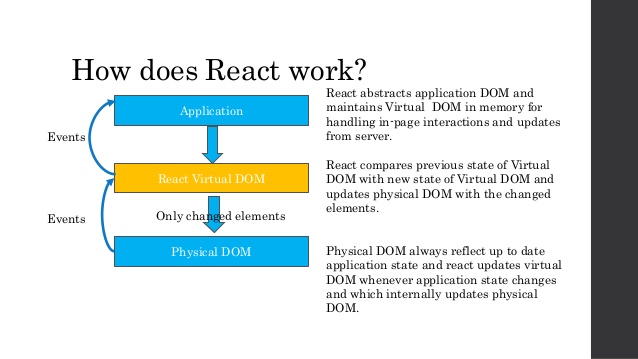 How does React work?
Application
Events
React Virtual DOM
Only changed elements
Events
Physical DOM
React abstracts application DOM and
maintains Virtual DOM in memory for
handling in-page interactions and updates
from server.
React compares previous state of Virtual
DOM with new state of Virtual DOM and
updates physical DOM with the changed
elements.
Physical DOM always reflect up to date
application state and react updates virtual
DOM whenever application state changes
and which internally updates physical
DOM.